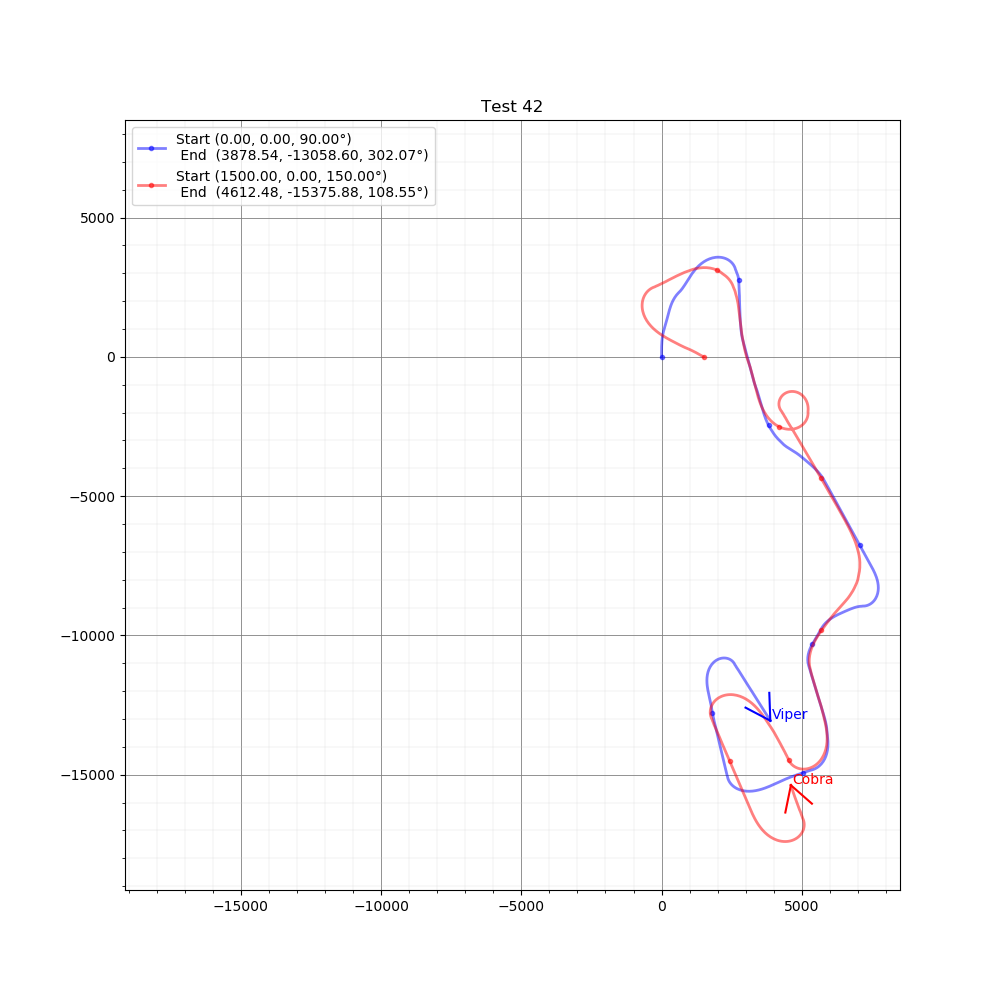 Test 42
Start (0.00, 0.00, 90.00°)
End (3878.54, -13058.60, 302.07°)
Start (1500.00, 0.00, 150.00°)
End (4612.48, -15375.88, 108.55°)
5000
0
−5000
−10000
−15000
Viper
Cobra
−15000 −10000 −5000 0 5000